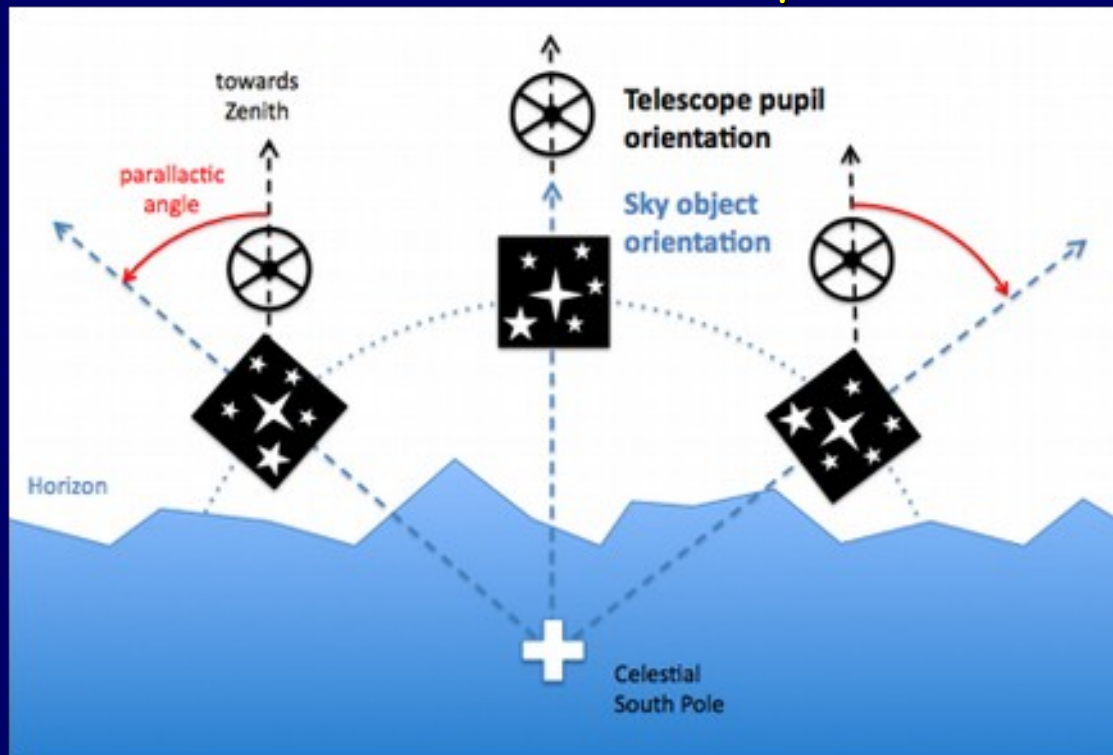 towards
Zenith
parallactic
angle
Telescope pupil
orientation
Sky object
orientation
Horizon
Celestial
South Pole